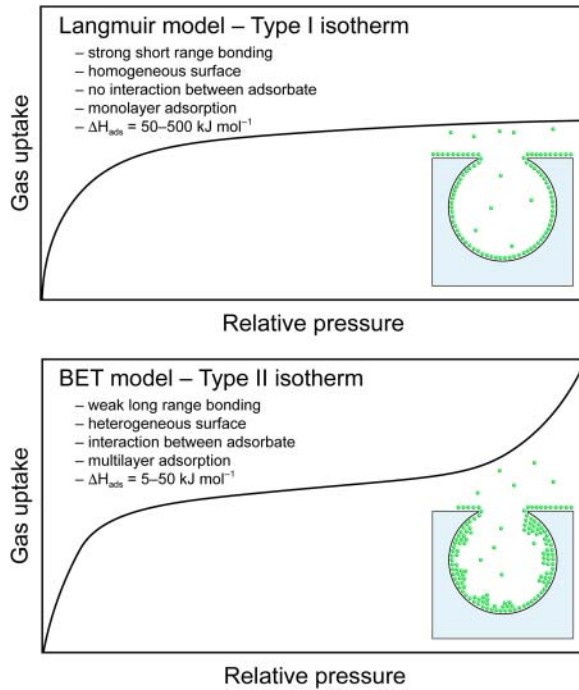 Langmuir model – Type I isotherm
– strong short range bonding
– homogeneous surface
– no interaction between adsorbate
– monolayer adsorption
– ΔHads = 50–500 kJ mol⁻¹
Gas uptake
Relative pressure
BET model – Type II isotherm
– weak long range bonding
– heterogeneous surface
– interaction between adsorbate
– multilayer adsorption
– ΔHads = 5–50 kJ mol⁻¹
Gas uptake
Relative pressure